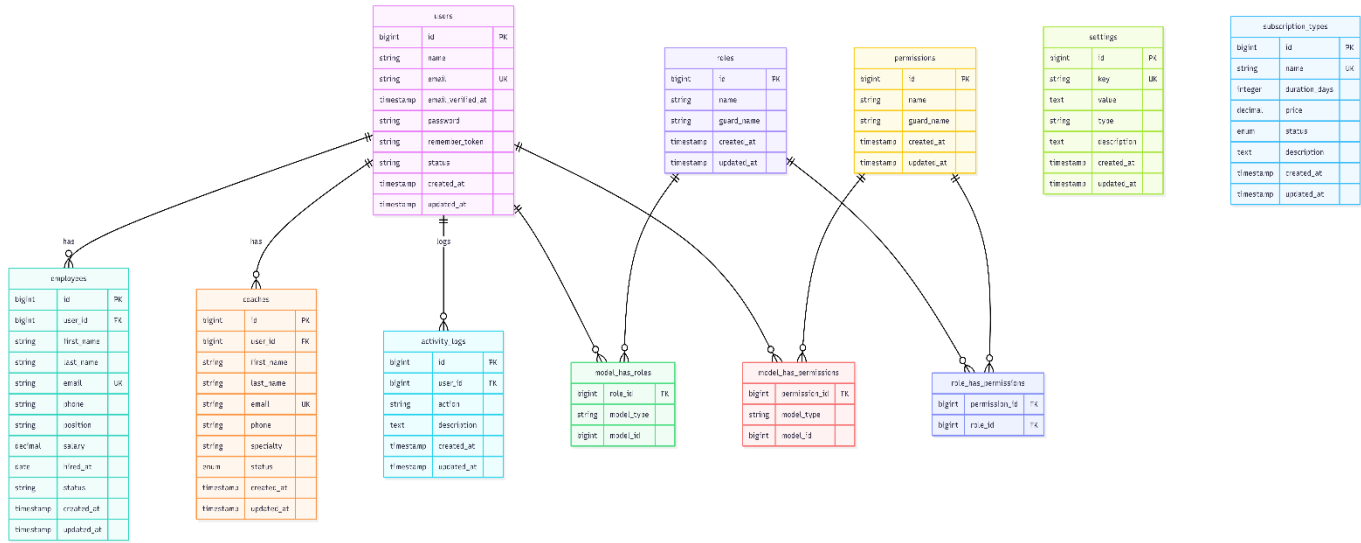 users
bigint id PK
string name
string email UK
timestamp email_verified_at
string password
string remember_token
string status
timestamp created_at
timestamp updated_at
roles
bigint id PK
string name
string guard_name
timestamp created_at
timestamp updated_at
permissions
bigint id PK
string name
string guard_name
timestamp created_at
timestamp updated_at
settings
bigint id PK
string key UK
text value
string type
text description
timestamp created_at
timestamp updated_at
subscription_types
bigint id PK
string name UK
integer duration_days
decimal price
enum status
text description
timestamp created_at
timestamp updated_at
has
has
logs
employees
bigint id PK
bigint user_id FK
string first_name
string last_name
string email UK
string phone
string position
decimal salary
date hired_at
string status
timestamp created_at
timestamp updated_at
coaches
bigint id PK
bigint user_id FK
string first_name
string last_name
string email UK
string phone
string specialty
enum status
timestamp created_at
timestamp updated_at
activity_logs
bigint id PK
bigint user_id FK
string action
text description
timestamp created_at
timestamp updated_at
model_has_roles
bigint role_id FK
string model_type
bigint model_id
model_has_permissions
bigint permission_id FK
string model_type
bigint model_id
role_has_permissions
bigint permission_id FK
bigint role_id FK